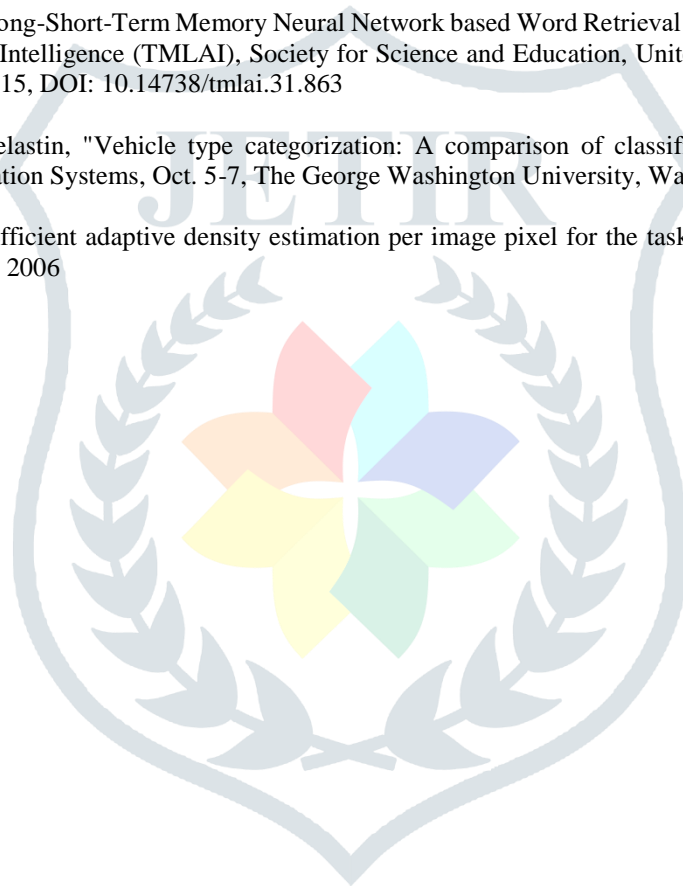 ong-Short-Term Memory Neural Network based Word Retrieval
Intelligence (TMLAI), Society for Science and Education, Unit
15, DOI: 10.14738/tmlai.31.863
elastin, "Vehicle type categorization: A comparison of classif
ation Systems, Oct. 5-7, The George Washington University, Wa
fficient adaptive density estimation per image pixel for the task
2006
JETIR